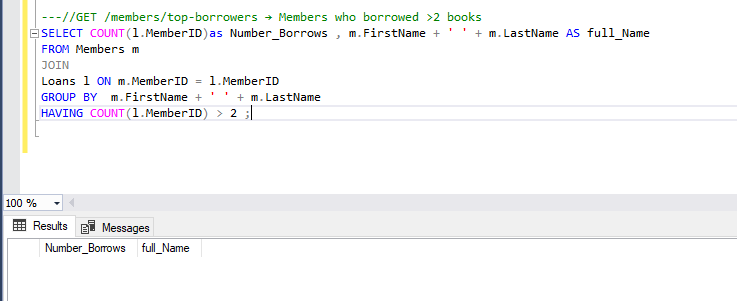 ---//GET /members/top-borrowers → Members who borrowed >2 books
SELECT COUNT(l.MemberID)as Number_Borrows , m.FirstName + ' ' + m.LastName AS full_Name
FROM Members m
JOIN
Loans l ON m.MemberID = l.MemberID
GROUP BY  m.FirstName + ' ' + m.LastName
HAVING COUNT(l.MemberID) > 2 ;
100 %
Results Messages
Number_Borrows full_Name